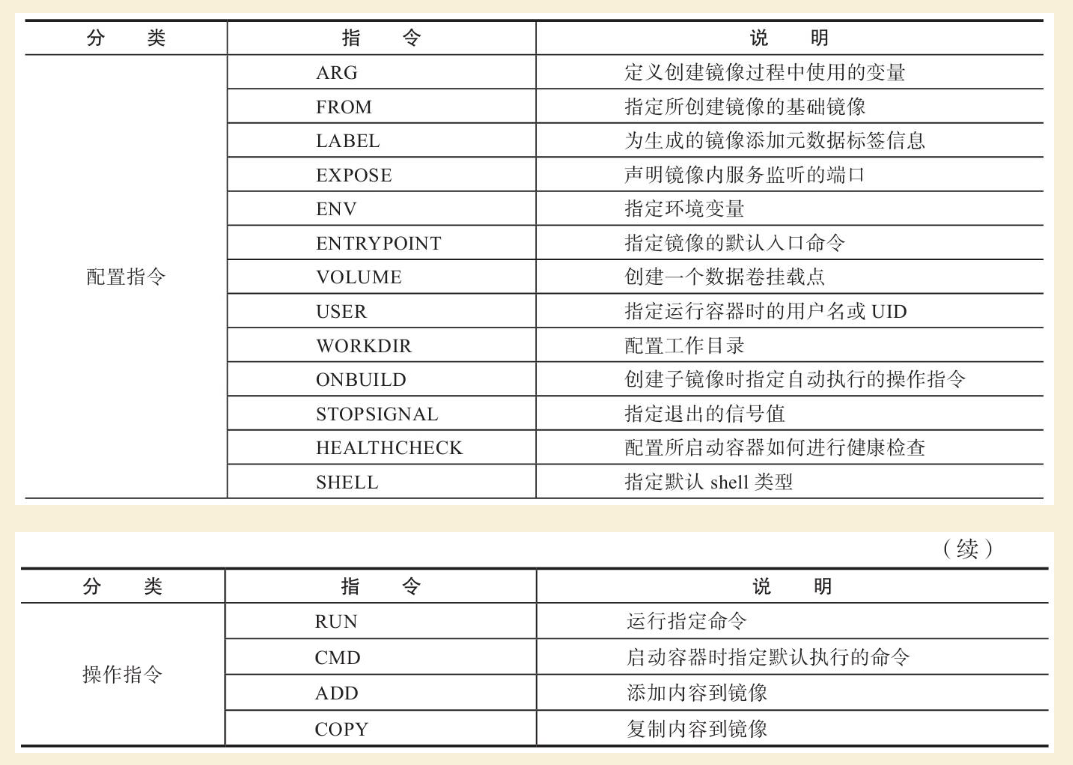 分 类 指 令 说 明
ARG 定义创建镜像过程中使用的变量
FROM 指定所创建镜像的基础镜像
LABEL 为生成的镜像添加元数据标签信息
EXPOSE 声明镜像内服务监听的端口
ENV 指定环境变量
ENTRYPOINT 指定镜像的默认入口命令
配置指令 VOLUME 创建一个数据卷挂载点
USER 指定运行容器时的用户名或 UID
WORKDIR 配置工作目录
ONBUILD 创建子镜像时指定自动执行的操作指令
STOPSIGNAL 指定退出的信号值
HEALTHCHECK 配置所启动容器如何进行健康检查
SHELL 指定默认 shell 类型
（续）
分 类 指 令 说 明
RUN 运行指定命令
CMD 启动容器时指定默认执行的命令
操作指令
ADD 添加内容到镜像
COPY 复制内容到镜像